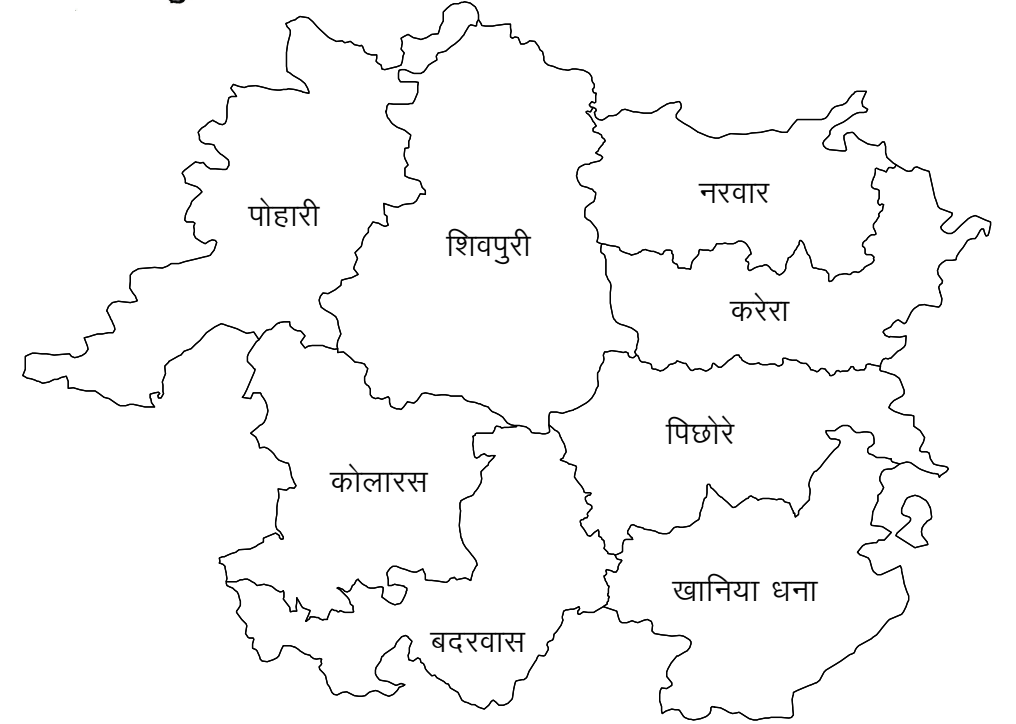 नरवार
पोहारी
शिवपुरी
करेरा
पिछोरे
कोलारस
खानिया धना
बदरवास